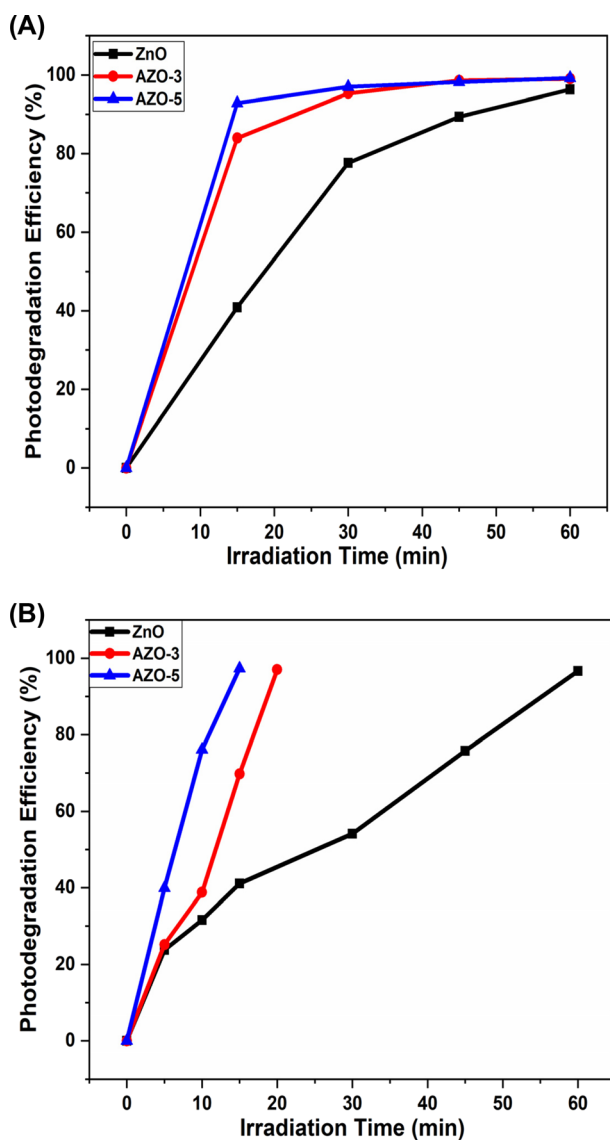 (A)
ZnO
AZO-3
AZO-5
Photodegradation Efficiency (%)
100
80
60
40
20
0
0 10 20 30 40 50 60
Irradiation Time (min)
(B)
ZnO
AZO-3
AZO-5
Photodegradation Efficiency (%)
100
80
60
40
20
0
0 10 20 30 40 50 60
Irradiation Time (min)